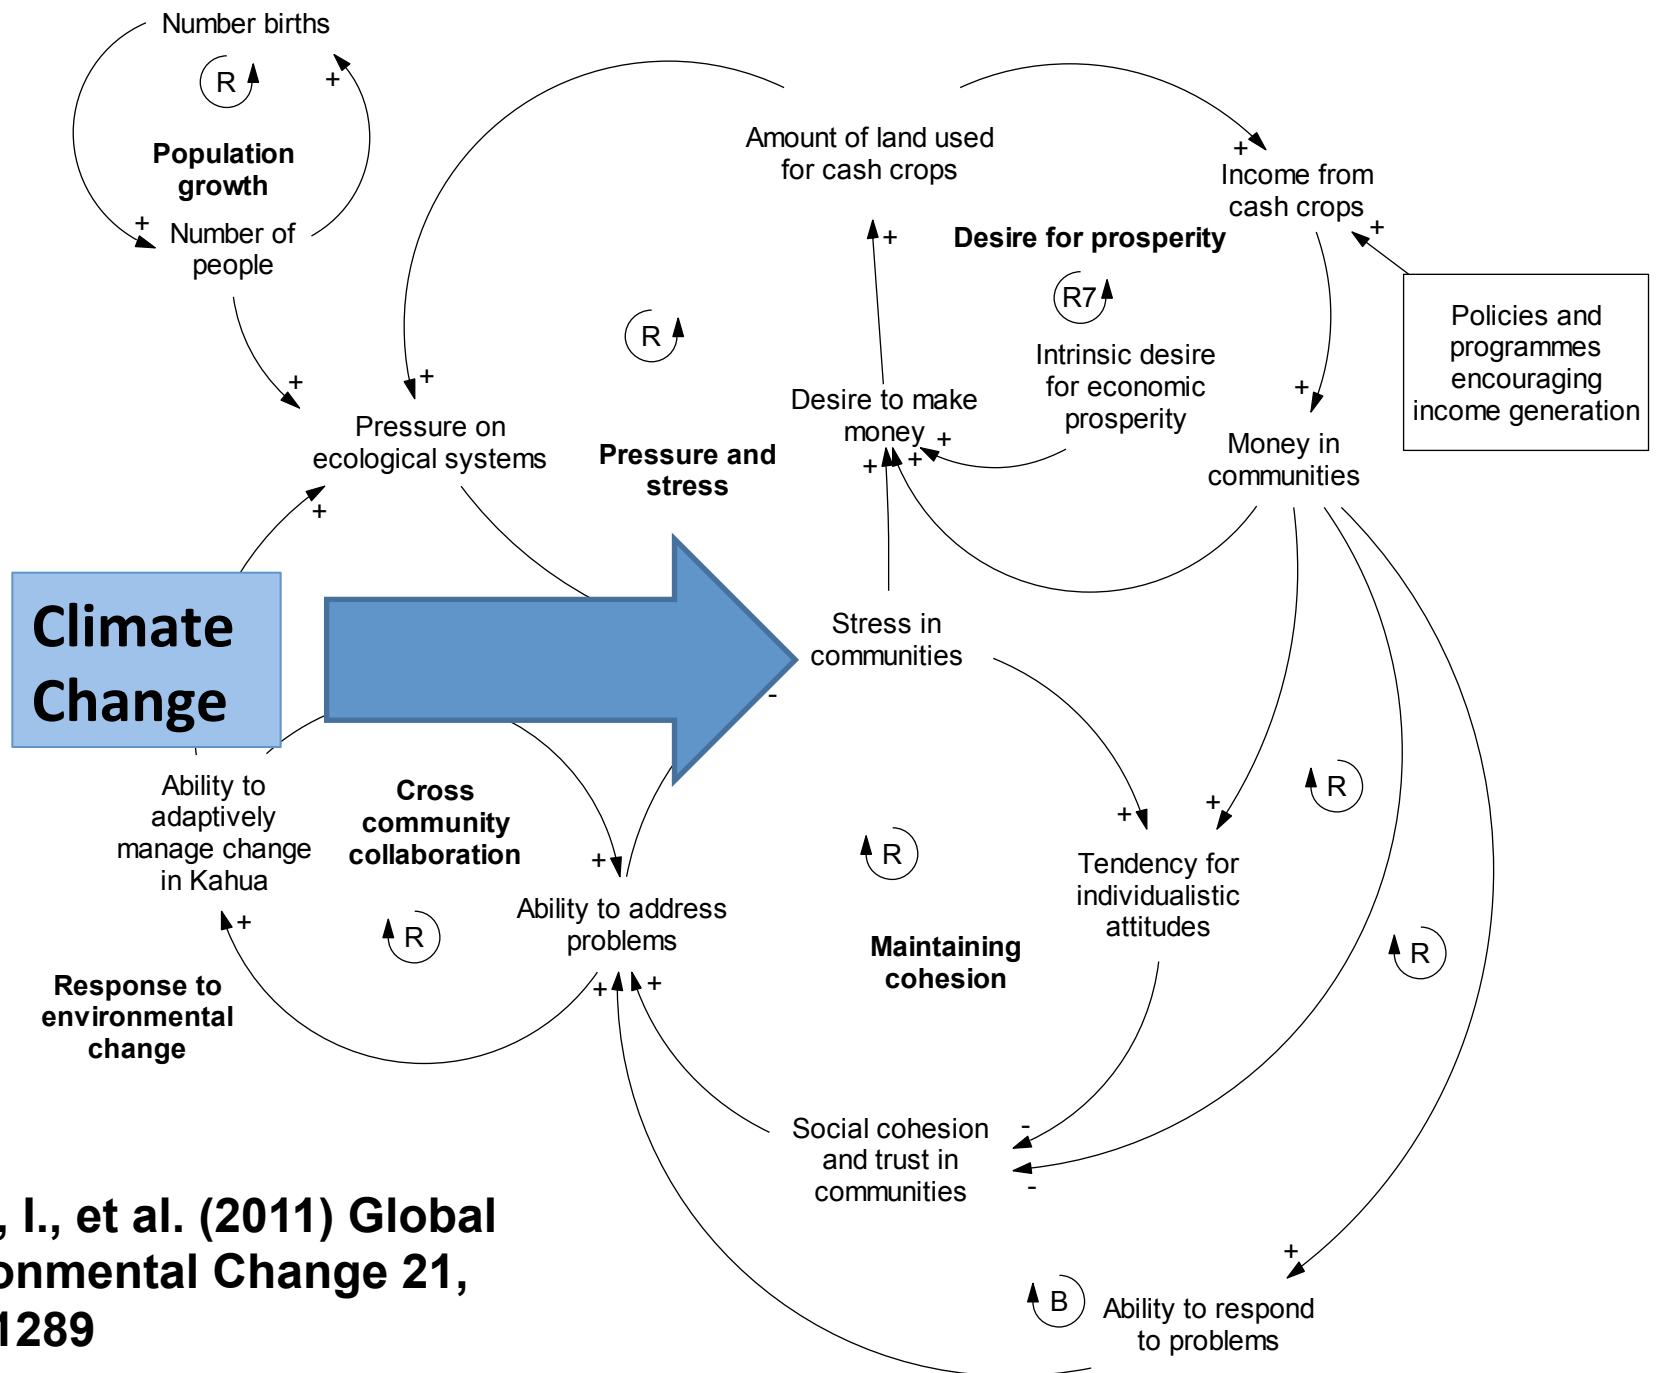 Number births
R
+
Population
growth
+
Number of
people
Amount of land used
for cash crops
+
Income from
cash crops
+
+
Desire for prosperity
R7
R
Policies and
programmes
encouraging
income generation
Intrinsic desire
for economic
prosperity
+
+
+
Desire to make
money
+
+
+
Pressure on
ecological systems
Pressure and
stress
Money in
communities
+
Climate
Change
Stress in
communities
-
Ability to
adaptively
manage change
in Kahua
Cross
community
collaboration
+
+
+
R
R
Tendency for
individualistic
attitudes
+
Ability to address
problems
R
R
Maintaining
cohesion
+
+
Response to
environmental
change
Social cohesion
and trust in
communities
-
-
, I., et al. (2011) Global
onmental Change 21,
1289
+
B
Ability to respond
to problems